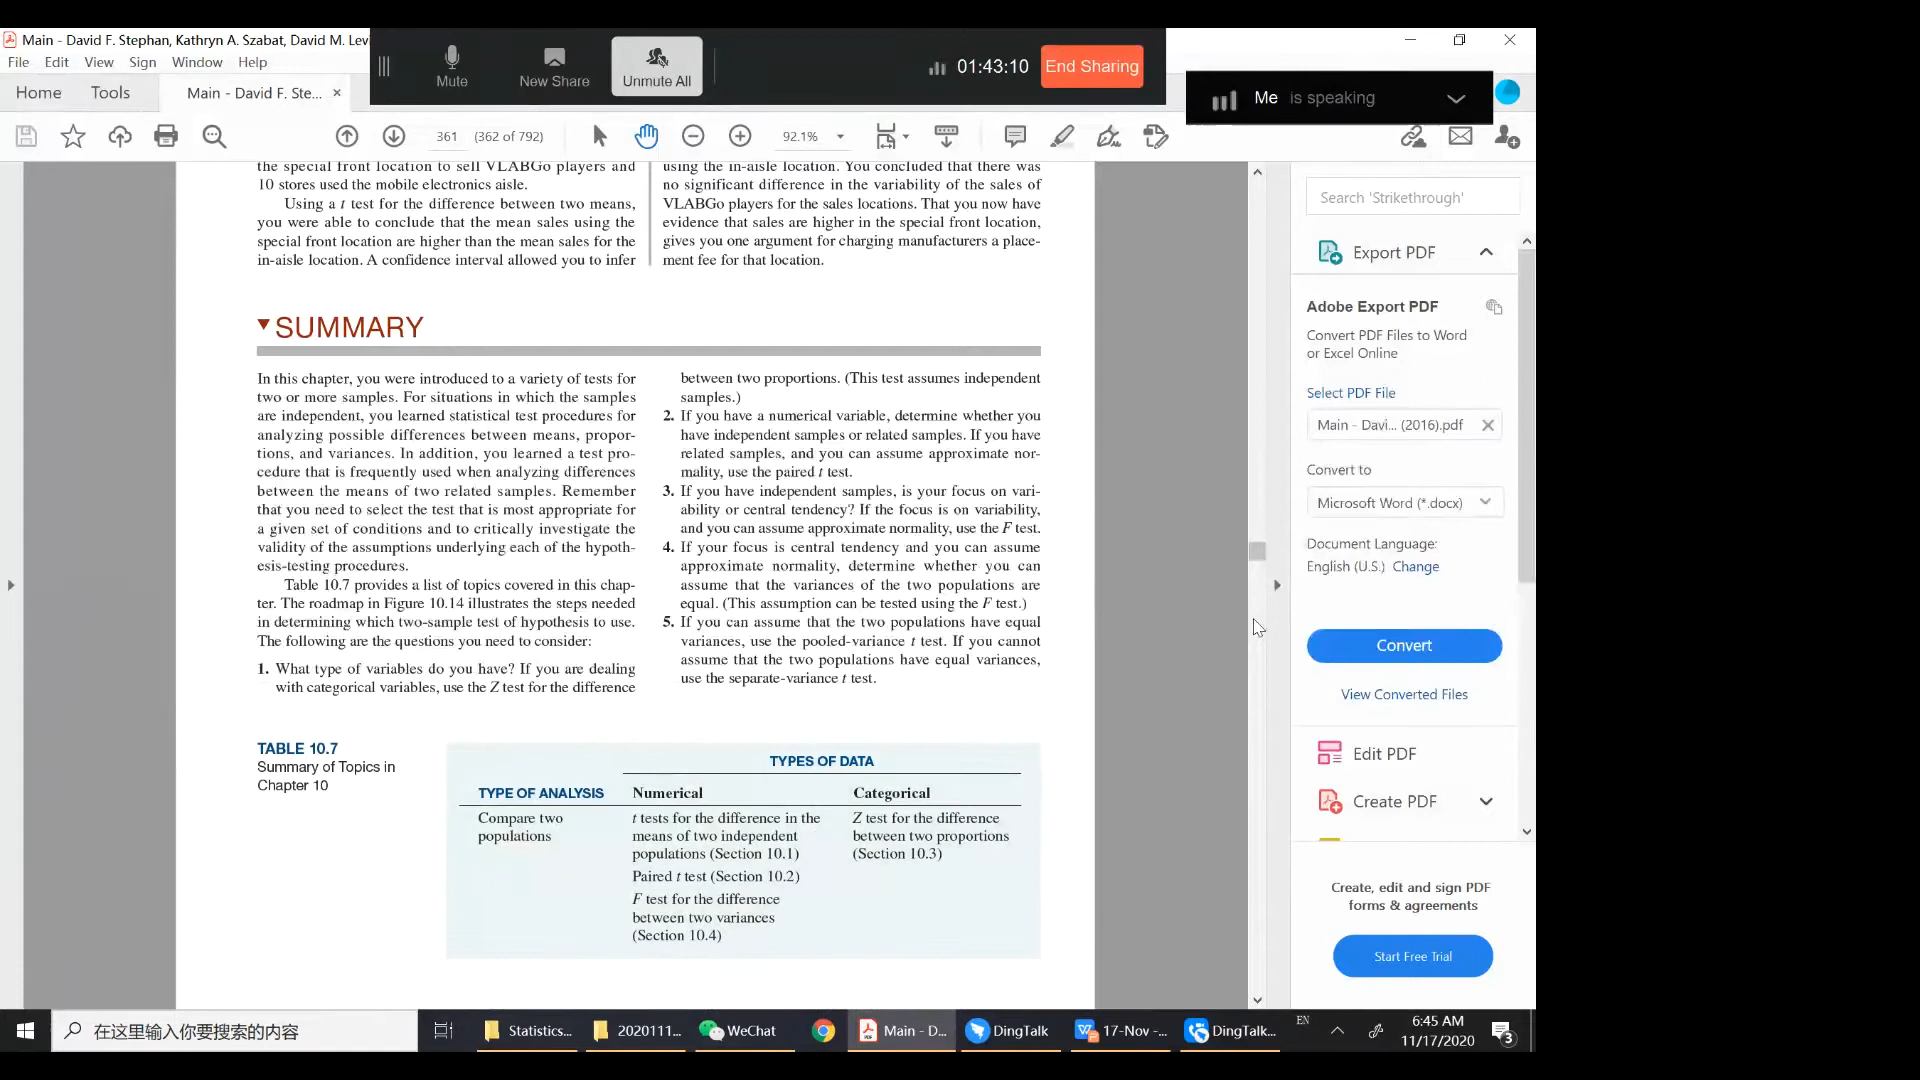 Main - David F. Stephan, Kathryn A. Szabat, David M. Levi
File Edit View Sign Window Help
Mute
New Share
Unmute All
01:43:10
End Sharing
Me is speaking
Home Tools Main - David F. Ste... ×
361 (362 of 792)
92.1%
the special front location to sell VLABGo players and
10 stores used the mobile electronics aisle.
Using a t test for the difference between two means,
you were able to conclude that the mean sales using the
special front location are higher than the mean sales for the
in-aisle location. A confidence interval allowed you to infer
using the in-aisle location. You concluded that there was
no significant difference in the variability of the sales of
VLABGo players for the sales locations. That you now have
evidence that sales are higher in the special front location,
gives you one argument for charging manufacturers a place-
ment fee for that location.
SUMMARY
In this chapter, you were introduced to a variety of tests for
two or more samples. For situations in which the samples
are independent, you learned statistical test procedures for
analyzing possible differences between means, propor-
tions, and variances. In addition, you learned a test pro-
cedure that is frequently used when analyzing differences
between the means of two related samples. Remember
that you need to select the test that is most appropriate for
a given set of conditions and to critically investigate the
validity of the assumptions underlying each of the hypoth-
esis-testing procedures.
Table 10.7 provides a list of topics covered in this chap-
ter. The roadmap in Figure 10.14 illustrates the steps needed
in determining which two-sample test of hypothesis to use.
The following are the questions you need to consider:
1. What type of variables do you have? If you are dealing
with categorical variables, use the Z test for the difference
between two proportions. (This test assumes independent
samples.)
2. If you have a numerical variable, determine whether you
have independent samples or related samples. If you have
related samples, and you can assume approximate nor-
mality, use the paired t test.
3. If you have independent samples, is your focus on vari-
ability or central tendency? If the focus is on variability,
and you can assume approximate normality, use the F test.
4. If your focus is central tendency and you can assume
approximate normality, determine whether you can
assume that the variances of the two populations are
equal. (This assumption can be tested using the F test.)
5. If you can assume that the two populations have equal
variances, use the pooled-variance t test. If you cannot
assume that the two populations have equal variances,
use the separate-variance t test.
TABLE 10.7
Summary of Topics in
Chapter 10
TYPES OF DATA
TYPE OF ANALYSIS Numerical Categorical
Compare two
populations
t tests for the difference in the
means of two independent
populations (Section 10.1)
Paired t test (Section 10.2)
F test for the difference
between two variances
(Section 10.4)
Z test for the difference
between two proportions
(Section 10.3)
Search 'Strikethrough'
Export PDF
Adobe Export PDF
Convert PDF Files to Word
or Excel Online
Select PDF File
Main - Davi... (2016).pdf
Convert to
Microsoft Word (*.docx)
Document Language:
English (U.S.) Change
Convert
View Converted Files
Edit PDF
Create PDF
Create, edit and sign PDF
forms & agreements
Start Free Trial
在这里输入你要搜索的内容
Statistics...
2020111...
WeChat
Main - D...
DingTalk
17-Nov -...
DingTalk...
EN
6:45 AM
11/17/2020
3